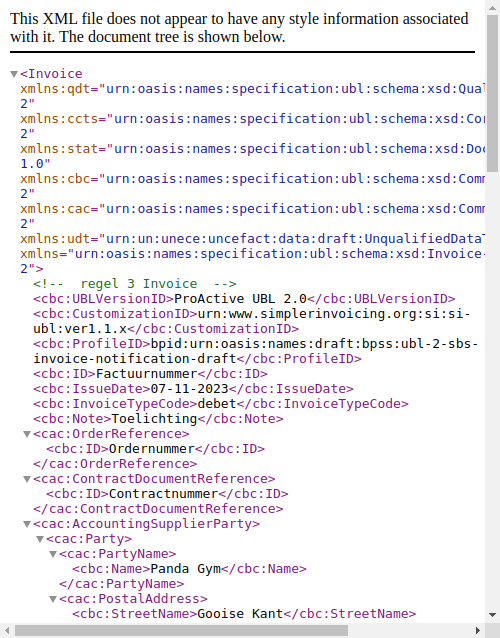 This XML file does not appear to have any style information associated
with it. The document tree is shown below.
<Invoice
xmlns:qdt="urn:oasis:names:specification:ubl:schema:xsd:Qual
2"
xmlns:ccts="urn:oasis:names:specification:ubl:schema:xsd:Cor
2"
xmlns:stat="urn:oasis:names:specification:ubl:schema:xsd:Doc
1.0"
xmlns:cbc="urn:oasis:names:specification:ubl:schema:xsd:Comm
2"
xmlns:cac="urn:oasis:names:specification:ubl:schema:xsd:Comm
2"
xmlns:udt="urn:un:unece:uncefact:data:draft:UnqualifiedDataT
xmlns="urn:oasis:names:specification:ubl:schema:xsd:Invoice-
2">
<!-- regel 3 Invoice -->
<cbc:UBLVersionID>ProActive UBL 2.0</cbc:UBLVersionID>
<cbc:CustomizationID>urn:www.simplerinvoicing.org:si:si-
ubl:ver1.1.x</cbc:CustomizationID>
<cbc:ProfileID>bpid:urn:oasis:names:draft:bpss:ubl-2-sbs-
invoice-notification-draft</cbc:ProfileID>
<cbc:ID>Factuurnummer</cbc:ID>
<cbc:IssueDate>07-11-2023</cbc:IssueDate>
<cbc:InvoiceTypeCode>debet</cbc:InvoiceTypeCode>
<cbc:Note>Toelichting</cbc:Note>
<cac:OrderReference>
<cbc:ID>Ordernummer</cbc:ID>
</cac:OrderReference>
<cac:ContractDocumentReference>
<cbc:ID>Contractnummer</cbc:ID>
</cac:ContractDocumentReference>
<cac:AccountingSupplierParty>
<cac:Party>
<cac:PartyName>
<cbc:Name>Panda Gym</cbc:Name>
</cac:PartyName>
<cac:PostalAddress>
<cbc:StreetName>Gooise Kant</cbc:StreetName>